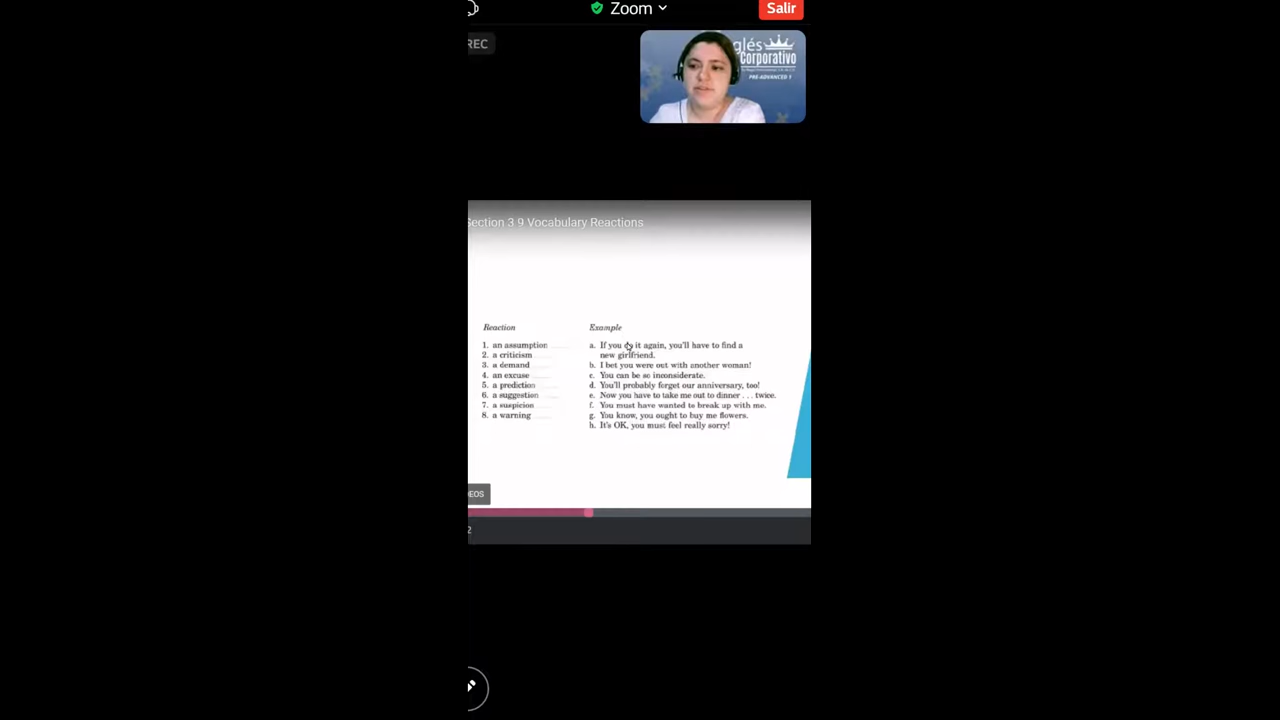 Zoom
Salir
REC
glés
Corporativo
PRE-ADVANCED 1
Section 3 9 Vocabulary Reactions
Reaction
1. an assumption
2. a criticism
3. a demand
4. an excuse
5. a prediction
6. a suggestion
7. a suspicion
8. a warning
Example
a. If you do it again, you'll have to find a
new girlfriend.
b. I bet you were out with another woman!
c. You can be so inconsiderate.
d. You'll probably forget our anniversary, too!
e. Now you have to take me out to dinner . . . twice.
f. You must have wanted to break up with me.
g. You know, you ought to buy me flowers.
h. It's OK, you must feel really sorry!
EOS
2